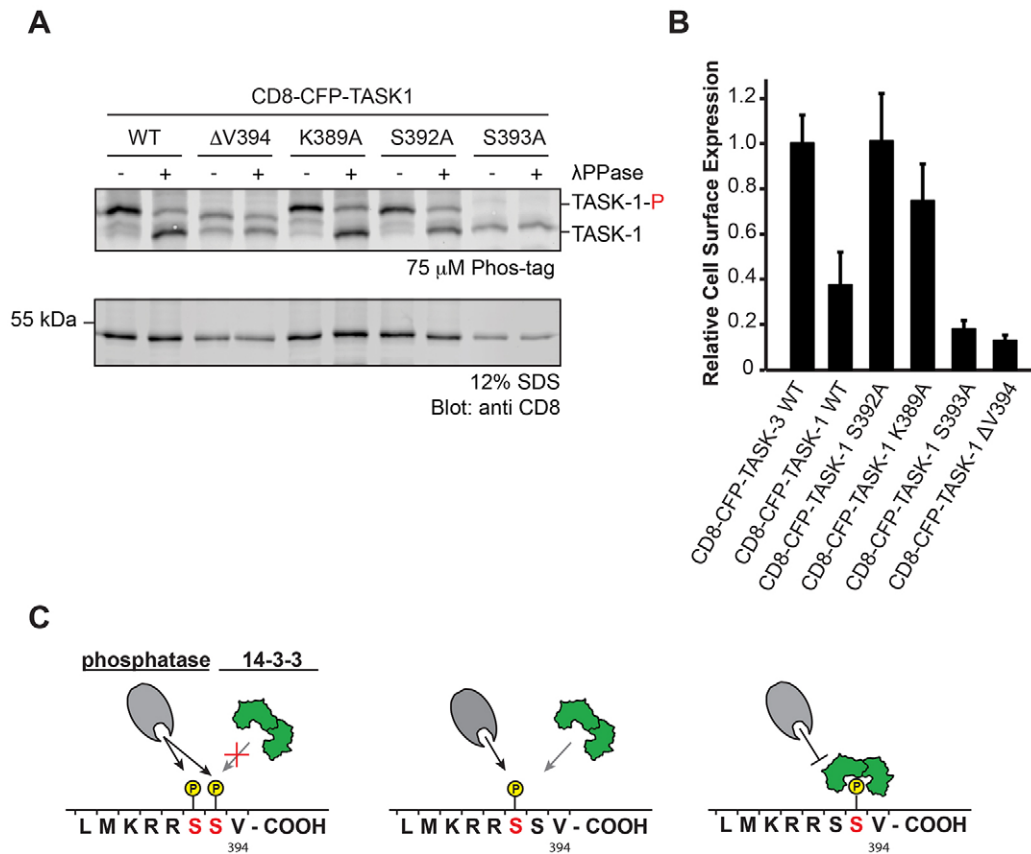 A
CD8-CFP-TASK1
WT ΔV394 K389A S392A S393A
- + - + - + - + - + λPPase
TASK-1-P
TASK-1
75 μM Phos-tag
55 kDa
12% SDS
Blot: anti CD8
B
Relative Cell Surface Expression
1.2
1.0
0.8
0.6
0.4
0.2
0
CD8-CFP-TASK-3 WT
CD8-CFP-TASK-1 WT
CD8-CFP-TASK-1 S392A
CD8-CFP-TASK-1 K389A
CD8-CFP-TASK-1 S393A
CD8-CFP-TASK-1 ΔV394
C
phosphatase 14-3-3
P P
L M K R R S S V - COOH
394
P
L M K R R S S V - COOH
394
P
L M K R R S S V - COOH
394